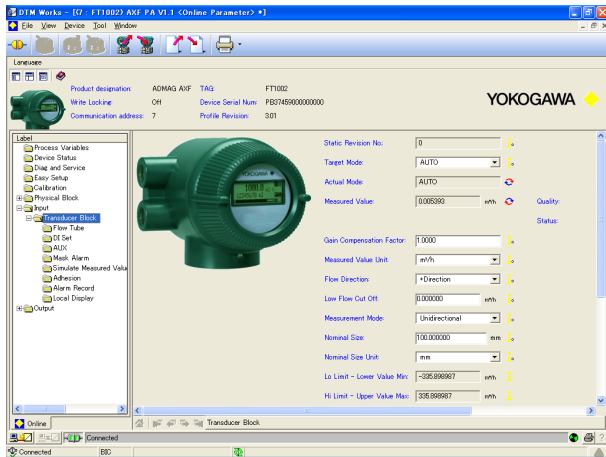 DTM Works - [(7 : FT1002) AXF PA V1.1 <Online Parameter> *]
File View Device Tool Window
Language
Product designation: ADMAG AXF TAG: FT1002
Write Locking: Off Device Serial Num: PB37459000000000
Communication address: 7 Profile Revision: 3.01
YOKOGAWA
Label
Process Variables
Device Status
Diag and Service
Easy Setup
Calibration
Physical Block
Input
Transducer Block
Flow Tube
DI Set
AUX
Mask Alarm
Simulate Measured Valu
Adhesion
Alarm Record
Local Display
Output
YOKOGAWA
1000.0
Static Revision No.: 0
Target Mode: AUTO
Actual Mode: AUTO
Measured Value: 0.005393 m³/h Quality:
Status:
Gain Compensation Factor: 1.0000
Measured Value Unit: m³/h
Flow Direction: +Direction
Low Flow Cut Off: 0.000000 m³/h
Measurement Mode: Unidirectional
Nominal Size: 100.000000 mm
Nominal Size Unit: mm
Lo Limit - Lower Value Min: -335.898987 m³/h
Hi Limit - Upper Value Max: 335.898987 m³/h
Online
Transducer Block
Connected
Connected EOC